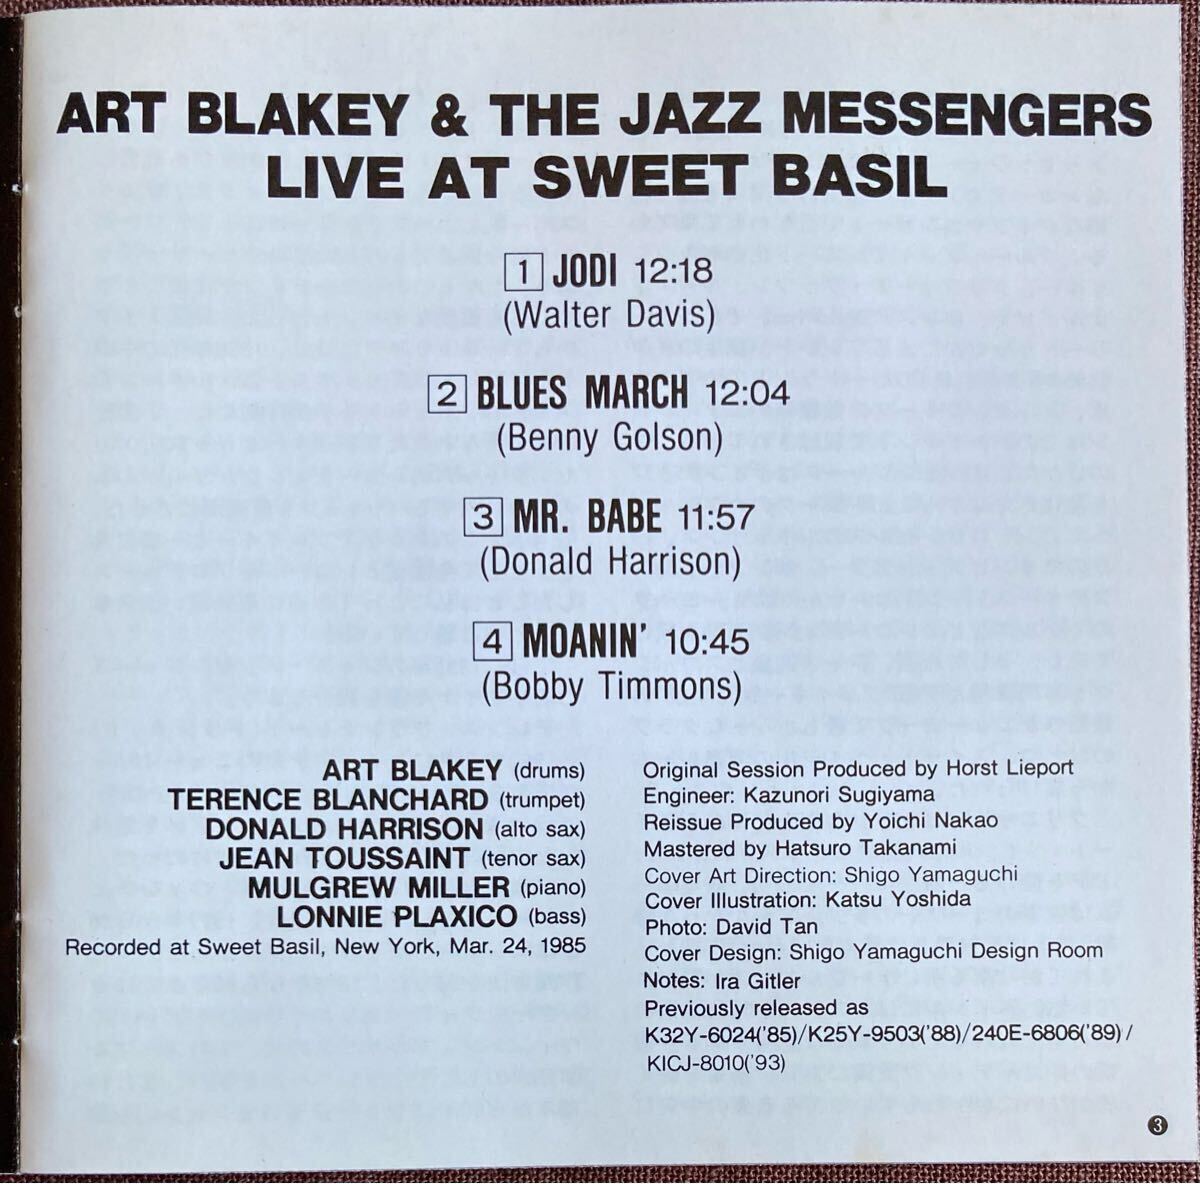 ART BLAKEY & THE JAZZ MESSENGERS
LIVE AT SWEET BASIL
1 JODI 12:18
(Walter Davis)
2 BLUES MARCH 12:04
(Benny Golson)
3 MR. BABE 11:57
(Donald Harrison)
4 MOANIN' 10:45
(Bobby Timmons)
ART BLAKEY (drums)
TERENCE BLANCHARD (trumpet)
DONALD HARRISON (alto sax)
JEAN TOUSSAINT (tenor sax)
MULGREW MILLER (piano)
LONNIE PLAXICO (bass)
Recorded at Sweet Basil, New York, Mar. 24, 1985
Original Session Produced by Horst Lieport
Engineer: Kazunori Sugiyama
Reissue Produced by Yoichi Nakao
Mastered by Hatsuro Takanami
Cover Art Direction: Shigo Yamaguchi
Cover Illustration: Katsu Yoshida
Photo: David Tan
Cover Design: Shigo Yamaguchi Design Room
Notes: Ira Gitler
Previously released as
K32Y-6024('85)/K25Y-9503('88)/240E-6806('89)/
KICJ-8010('93)
3